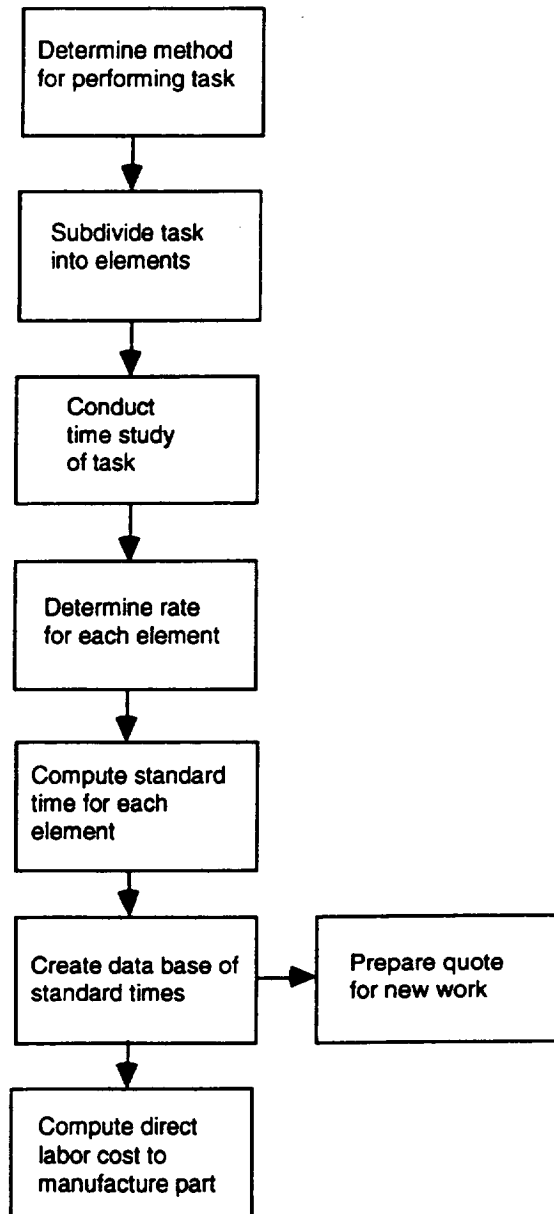 Determine method
for performing task
Subdivide task
into elements
Conduct
time study
of task
Determine rate
for each element
Compute standard
time for each
element
Create data base of
standard times
Prepare quote
for new work
Compute direct
labor cost to
manufacture part